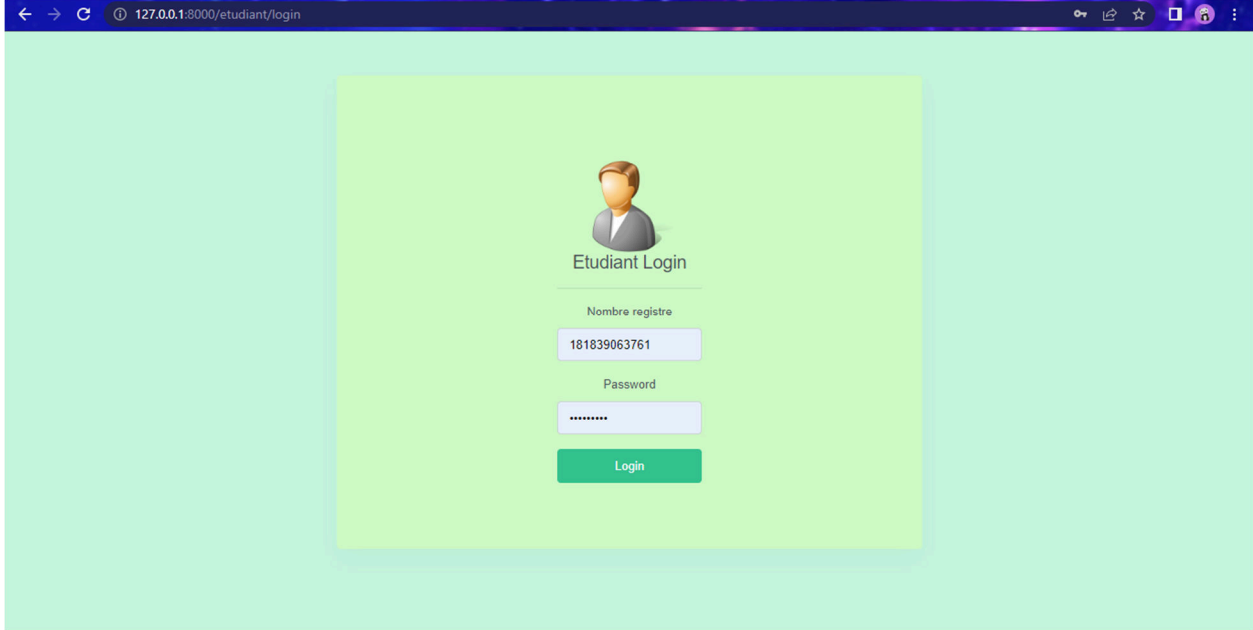 127.0.0.1:8000/etudiant/login
Etudiant Login
Nombre registre
181839063761
Password
•••••••••
Login